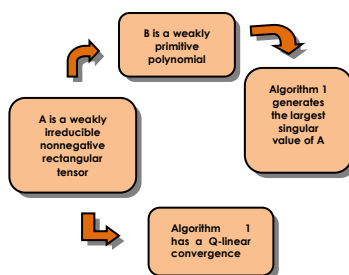 B is a weakly
primitive
polynomial
Algorithm 1
generates
the largest
singular
value of A
A is a weakly
irreducible
nonnegative
rectangular
tensor
Algorithm 1
has a Q-linear
convergence